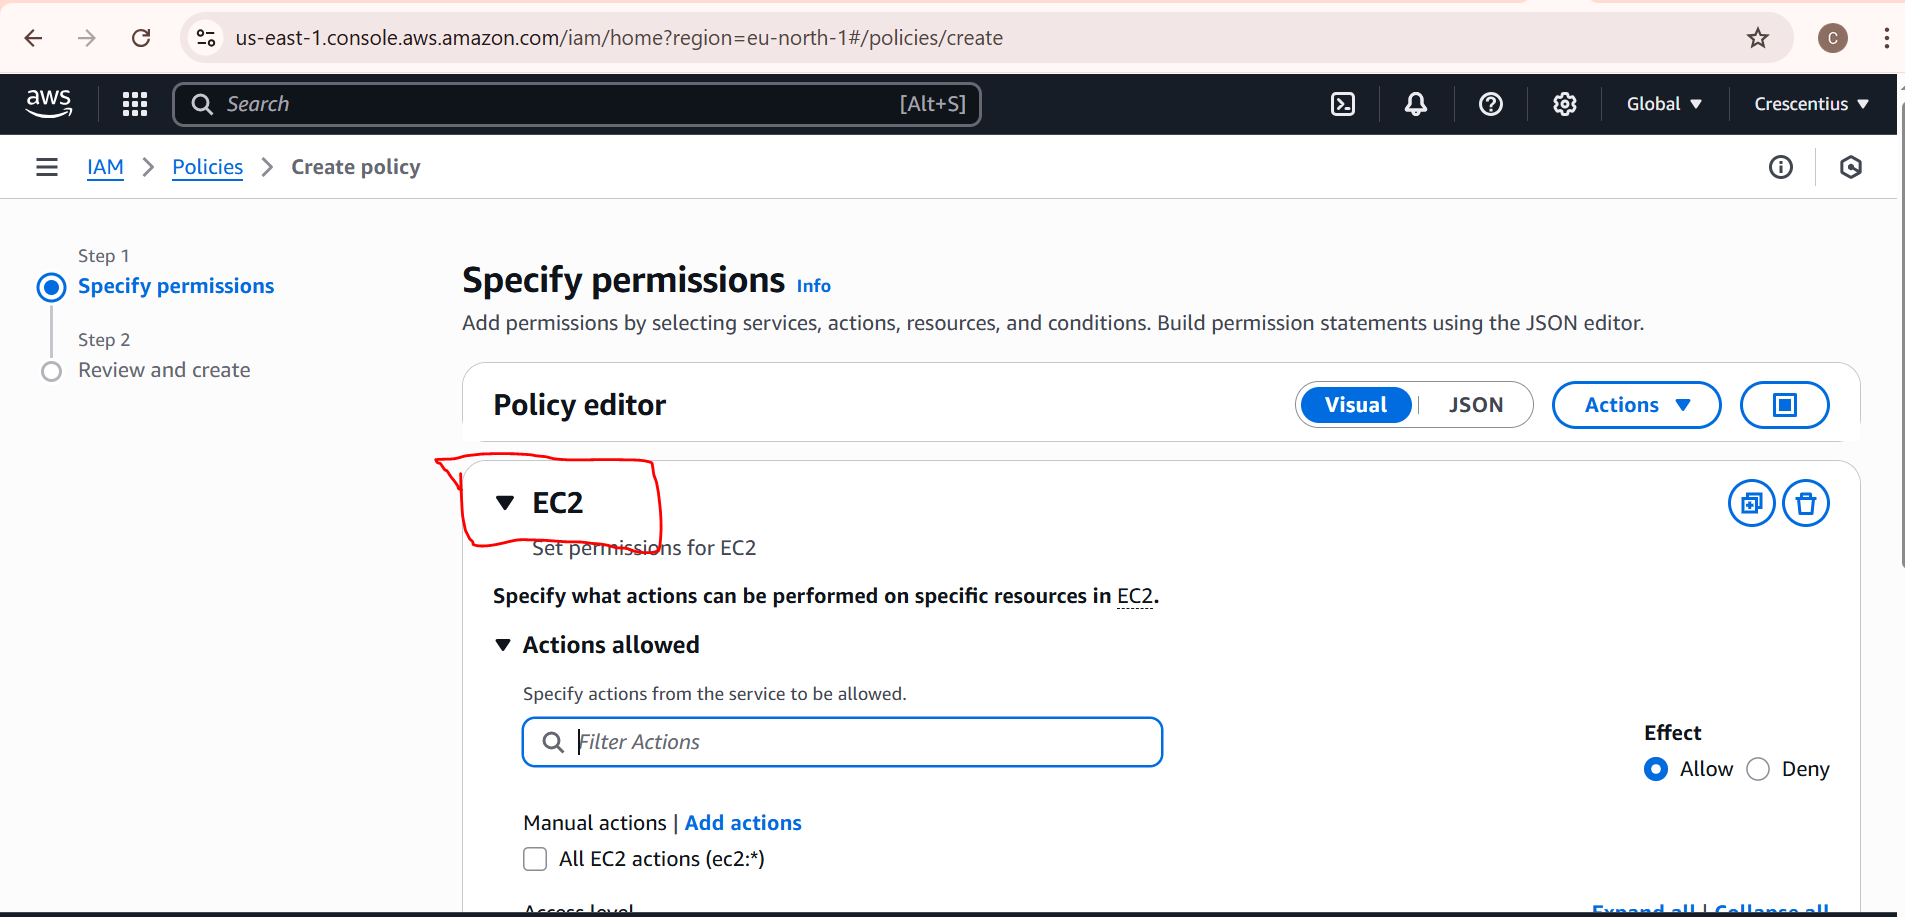 us-east-1.console.aws.amazon.com/iam/home?region=eu-north-1#/policies/create
C
aws
Search
[Alt+S]
Global
Crescentius
IAM
Policies
Create policy
Step 1
Specify permissions
Step 2
Review and create
Specify permissions Info
Add permissions by selecting services, actions, resources, and conditions. Build permission statements using the JSON editor.
Policy editor
Visual
JSON
Actions
EC2
Set permissions for EC2
Specify what actions can be performed on specific resources in EC2.
Actions allowed
Specify actions from the service to be allowed.
Filter Actions
Effect
Allow
Deny
Manual actions | Add actions
All EC2 actions (ec2:*)
Access level
Expand all | Collapse all